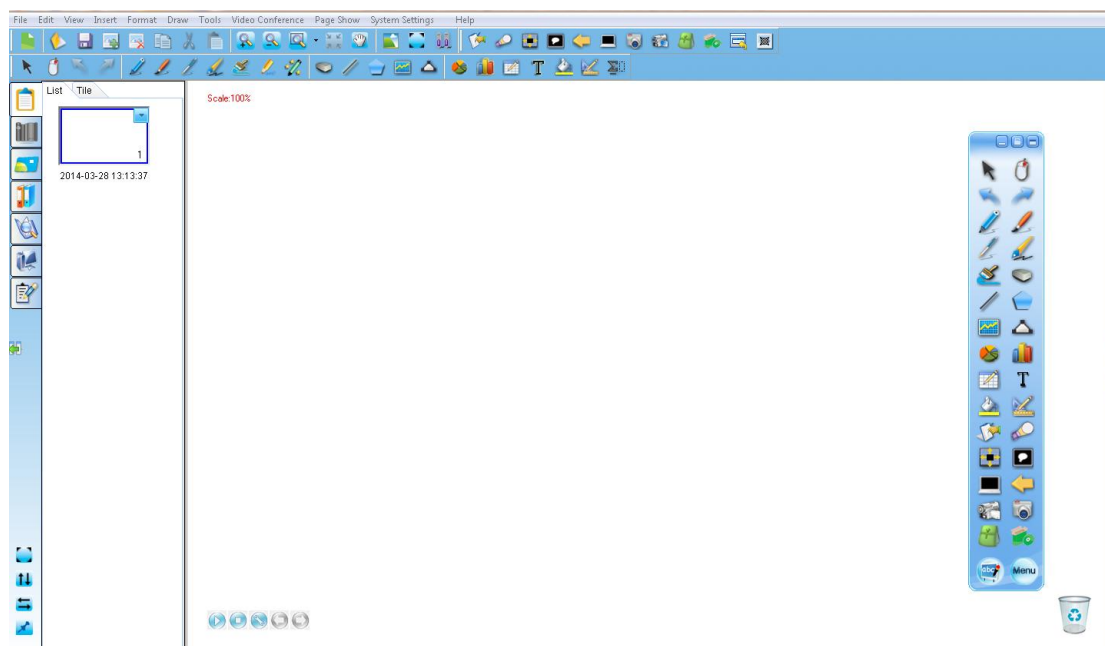 File Edit View Insert Format Draw Tools Video Conference Page Show System Settings Help
List Tile
Scale:100%
1
2014-03-28 13:13:37
T
T
abc Menu